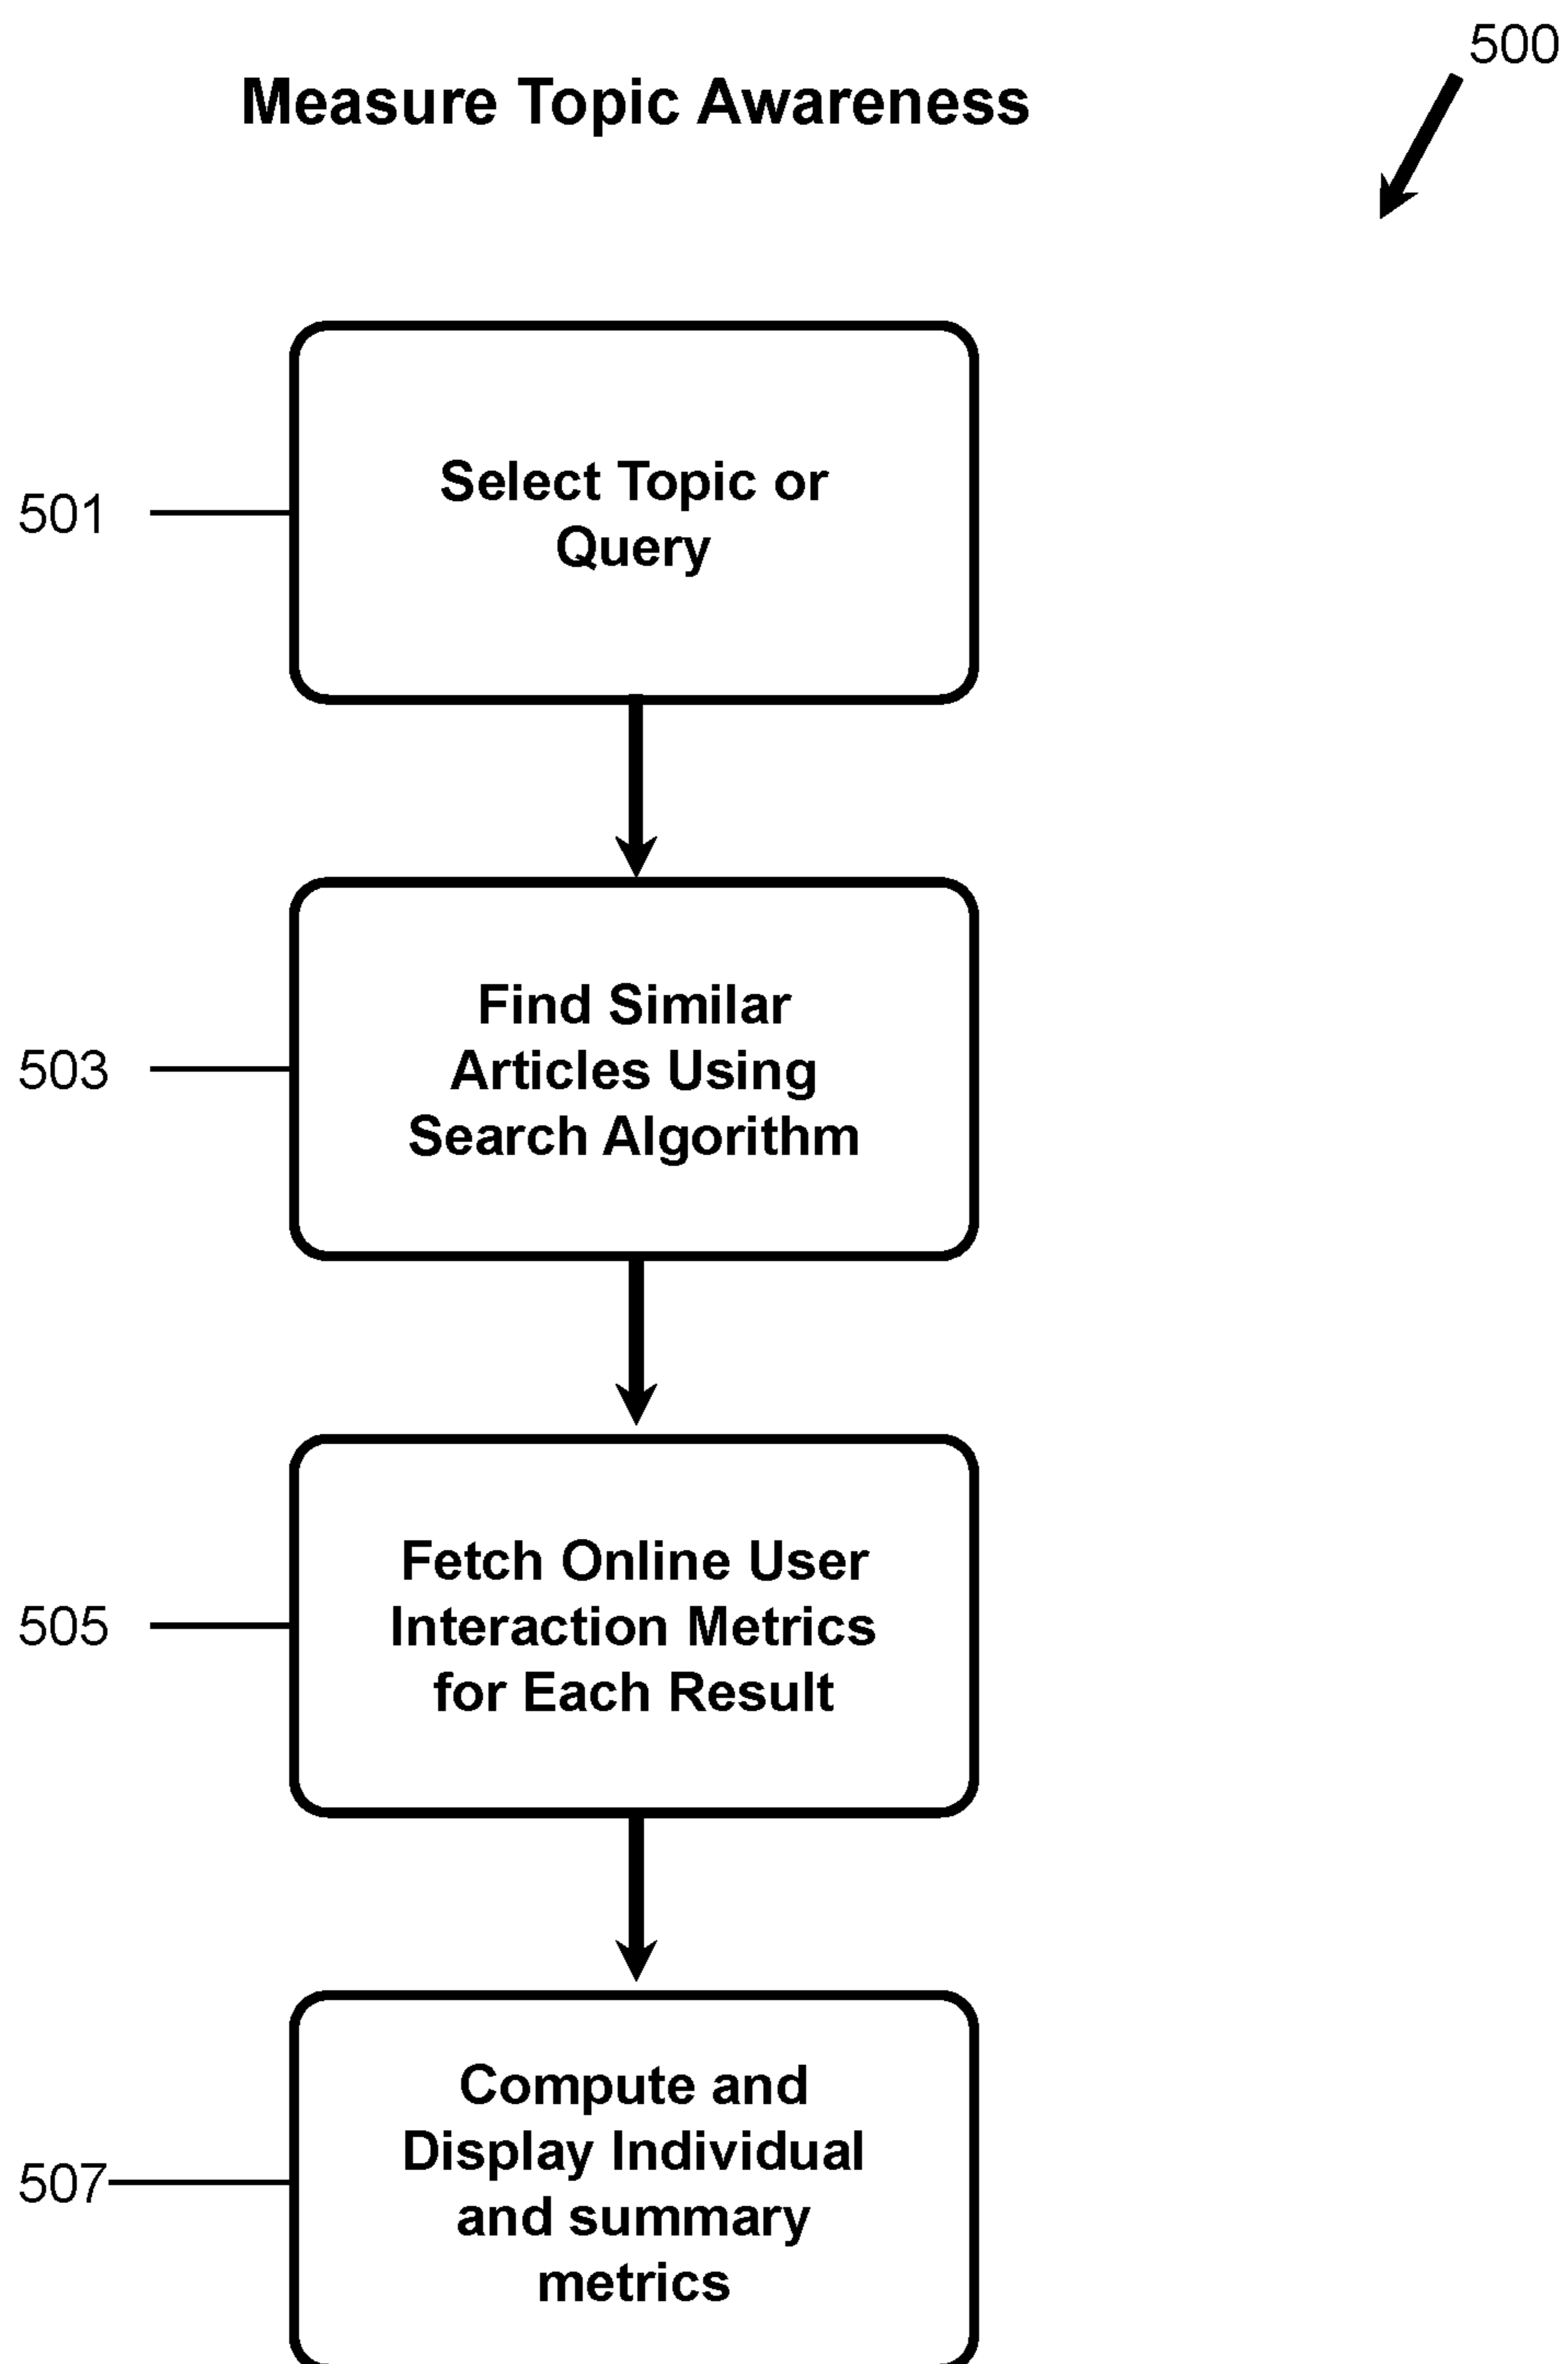 500
Measure Topic Awareness
501
Select Topic or
Query
503
Find Similar
Articles Using
Search Algorithm
505
Fetch Online User
Interaction Metrics
for Each Result
507
Compute and
Display Individual
and summary
metrics